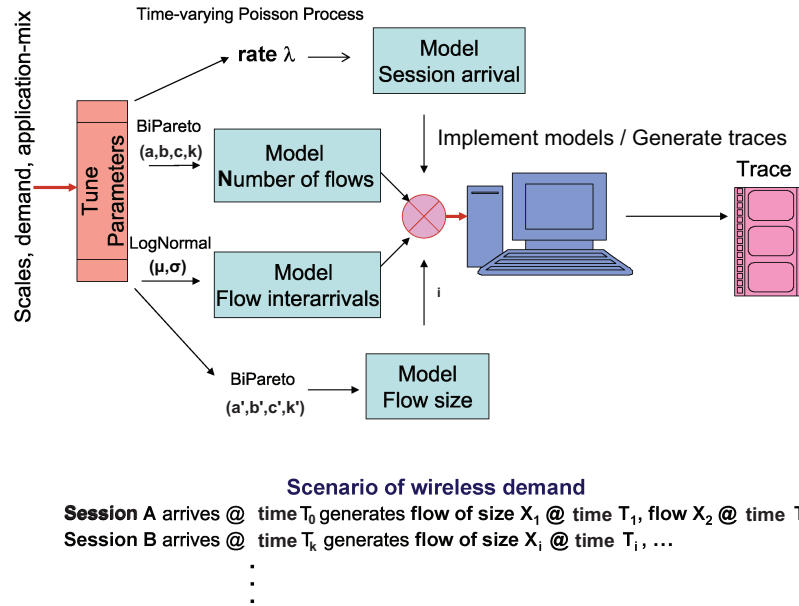 Time-varying Poisson Process
rate λ
Model
Session arrival
Scales, demand, application-mix
Tune
Parameters
BiPareto
(a,b,c,k)
Model
Number of flows
Implement models / Generate traces
Trace
LogNormal
(μ,σ)
Model
Flow interarrivals
i
BiPareto
(a',b',c',k')
Model
Flow size
Scenario of wireless demand
Session A arrives @ time T0 generates flow of size X1 @ time T1, flow X2 @ time T
Session B arrives @ time Tk generates flow of size Xi @ time Ti , ...